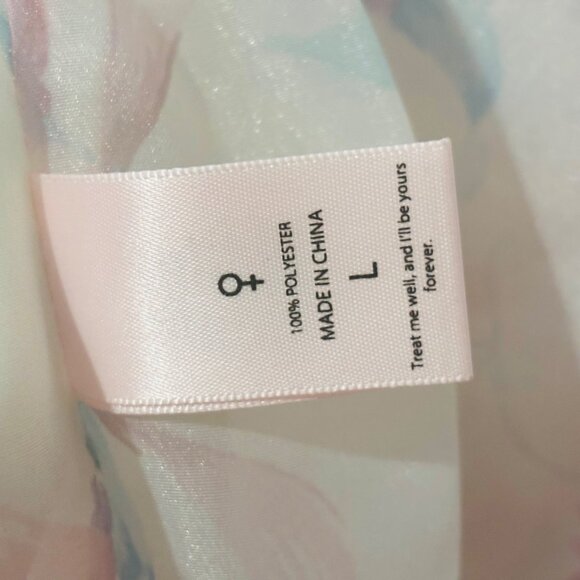 ♀
100% POLYESTER
MADE IN CHINA
L
Treat me well, and I'll be yours
forever.